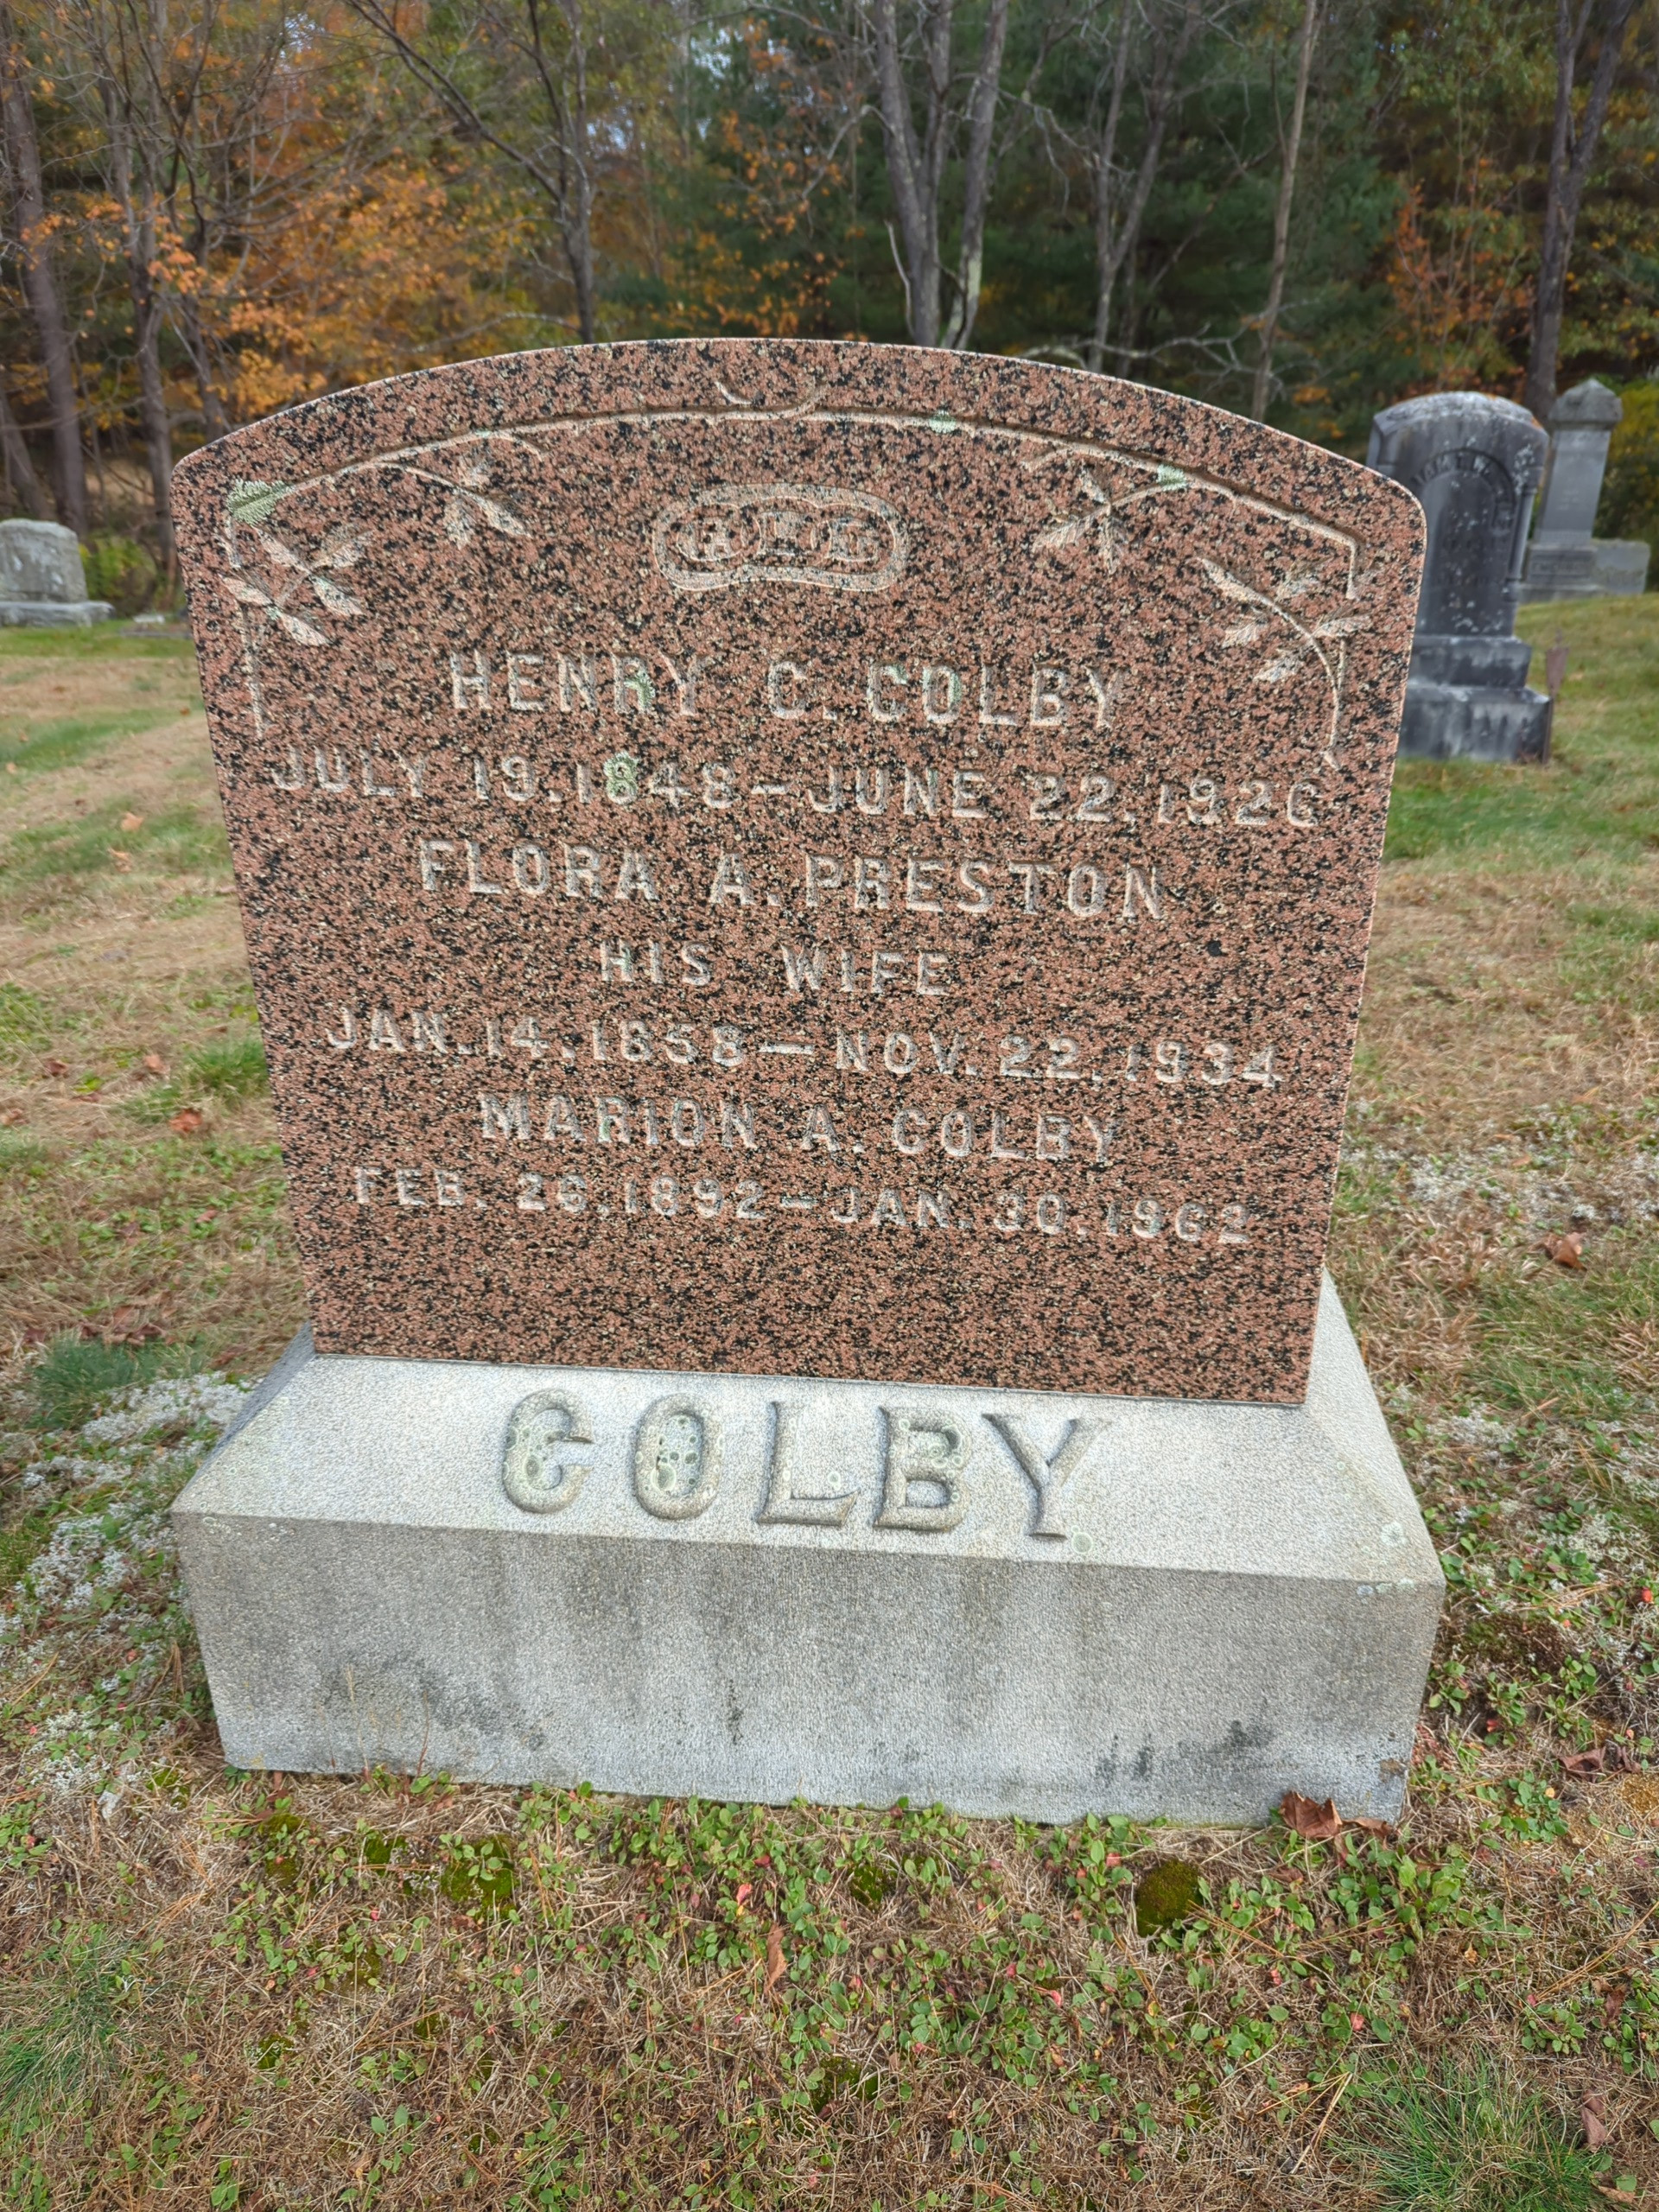 HENRY C. COLBY
JULY 19. 1848 — JUNE 22, 1926
FLORA A. PRESTON
HIS WIFE
JAN. 14. 1858 — NOV. 22. 1934
MARION A. COLBY
FEB. 26. 1892 — JAN. 30. 1962
COLBY